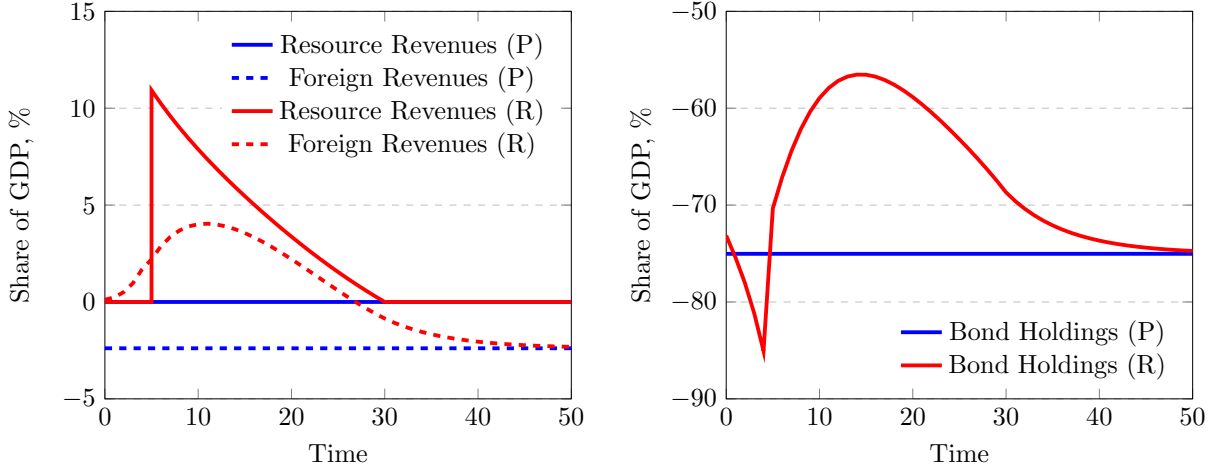 15
10
5
0
−5
0
10
20
30
40
50
Time
Share of GDP, %
Resource Revenues (P)
Foreign Revenues (P)
Resource Revenues (R)
Foreign Revenues (R)
−50
−60
−70
−80
−90
0
10
20
30
40
50
Time
Share of GDP, %
Bond Holdings (P)
Bond Holdings (R)